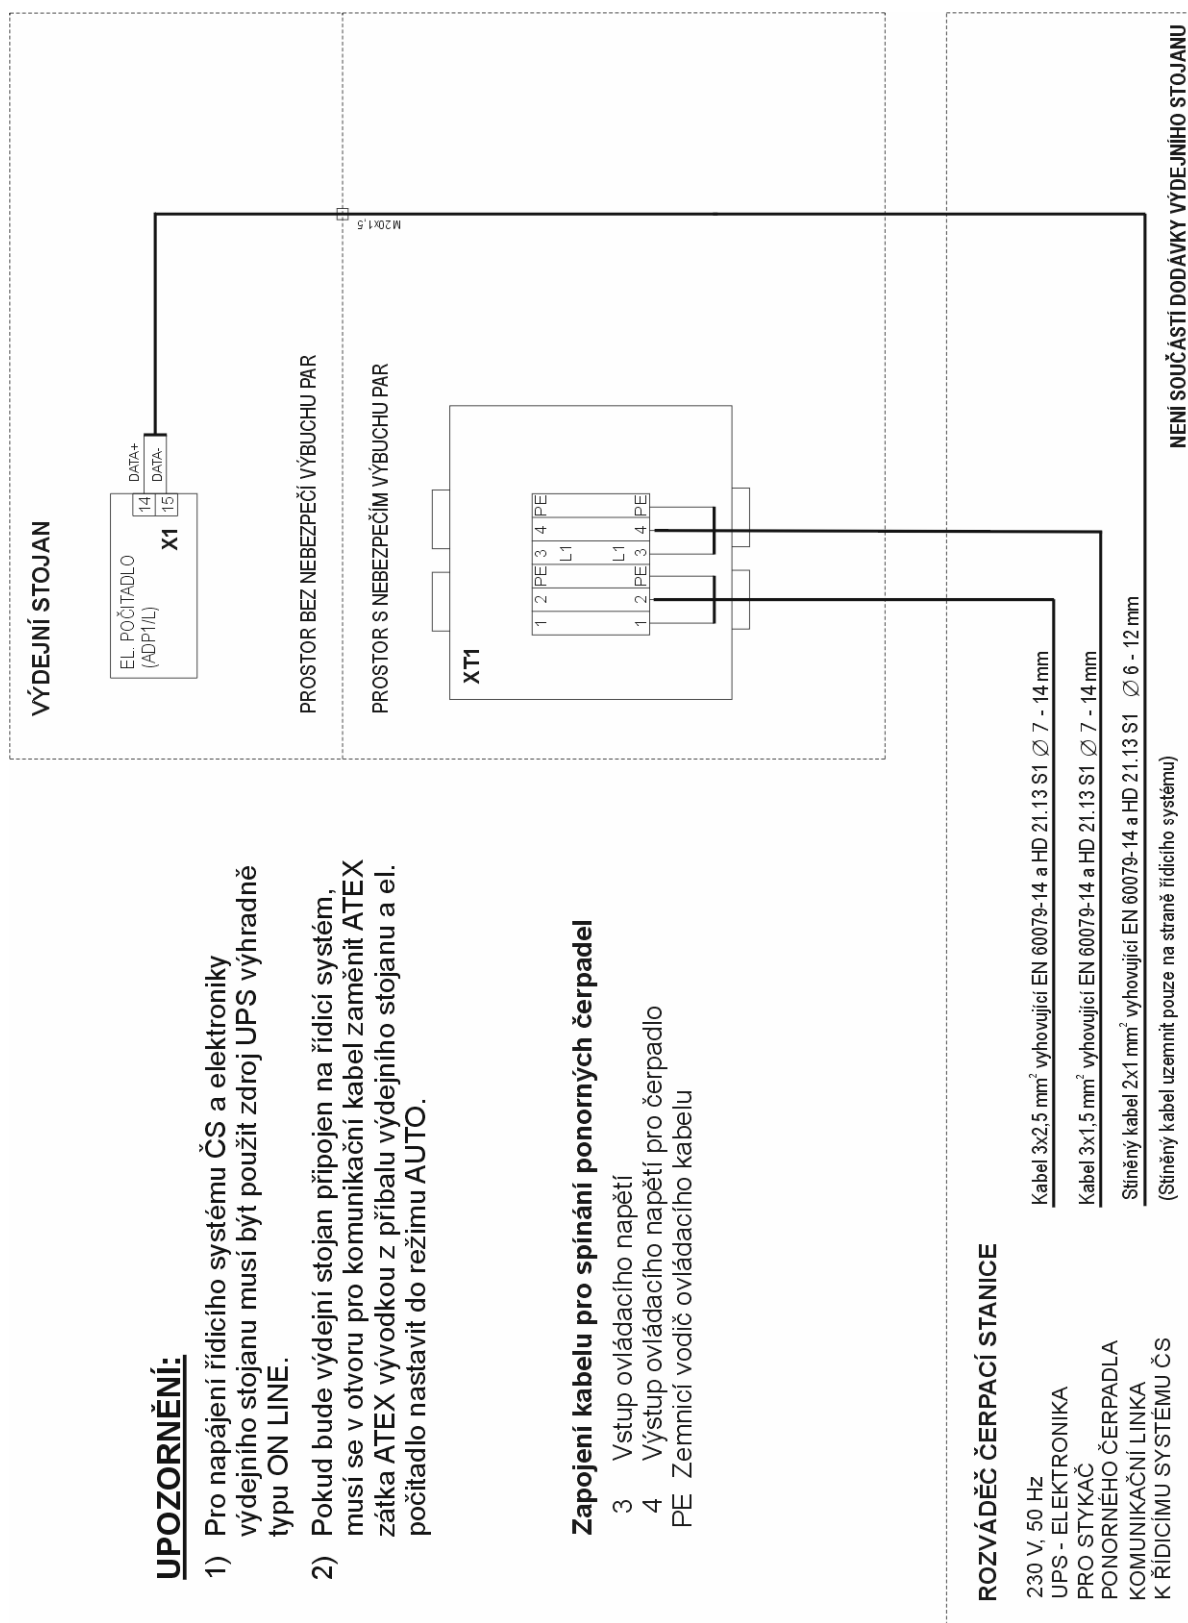 UPOZORNĚNÍ:
1) Pro napájení řídicího systému ČS a elektroniky
výdejního stojanu musí být použit zdroj UPS výhradně
typu ON LINE.
2) Pokud bude výdejní stojan připojen na řídicí systém,
musí se v otvoru pro komunikační kabel zaměnit ATEX
zátka ATEX vývodkou z příbalu výdejního stojanu a el.
počitadlo nastavit do režimu AUTO.
Zapojení kabelu pro spínání ponorných čerpadel
3 Vstup ovládacího napětí
4 Výstup ovládacího napětí pro čerpadlo
PE Zemnicí vodič ovládacího kabelu
VÝDEJNÍ STOJAN
EL. POČITADLO
(ADP1/L)
14
15
X1
DATA+
DATA-
PROSTOR BEZ NEBEZPEČÍ VÝBUCHU PAR
M20x1,5
PROSTOR S NEBEZPEČÍM VÝBUCHU PAR
XT1
1 2 PE 3 4 PE
L1
L1
1 2 PE 3 4 PE
ROZVÁDĚČ ČERPACÍ STANICE
230 V, 50 Hz
UPS - ELEKTRONIKA
PRO STYKAČ
PONORNÉHO ČERPADLA
KOMUNIKAČNÍ LINKA
K ŘÍDICÍMU SYSTÉMU ČS
Kabel 3x2,5 mm² vyhovující EN 60079-14 a HD 21.13 S1 ∅ 7 - 14 mm
Kabel 3x1,5 mm² vyhovující EN 60079-14 a HD 21.13 S1 ∅ 7 - 14 mm
Stíněný kabel 2x1 mm² vyhovující EN 60079-14 a HD 21.13 S1 ∅ 6 - 12 mm
(Stíněný kabel uzemnit pouze na straně řídicího systému)
NENÍ SOUČÁSTÍ DODÁVKY VÝDEJNÍHO STOJANU